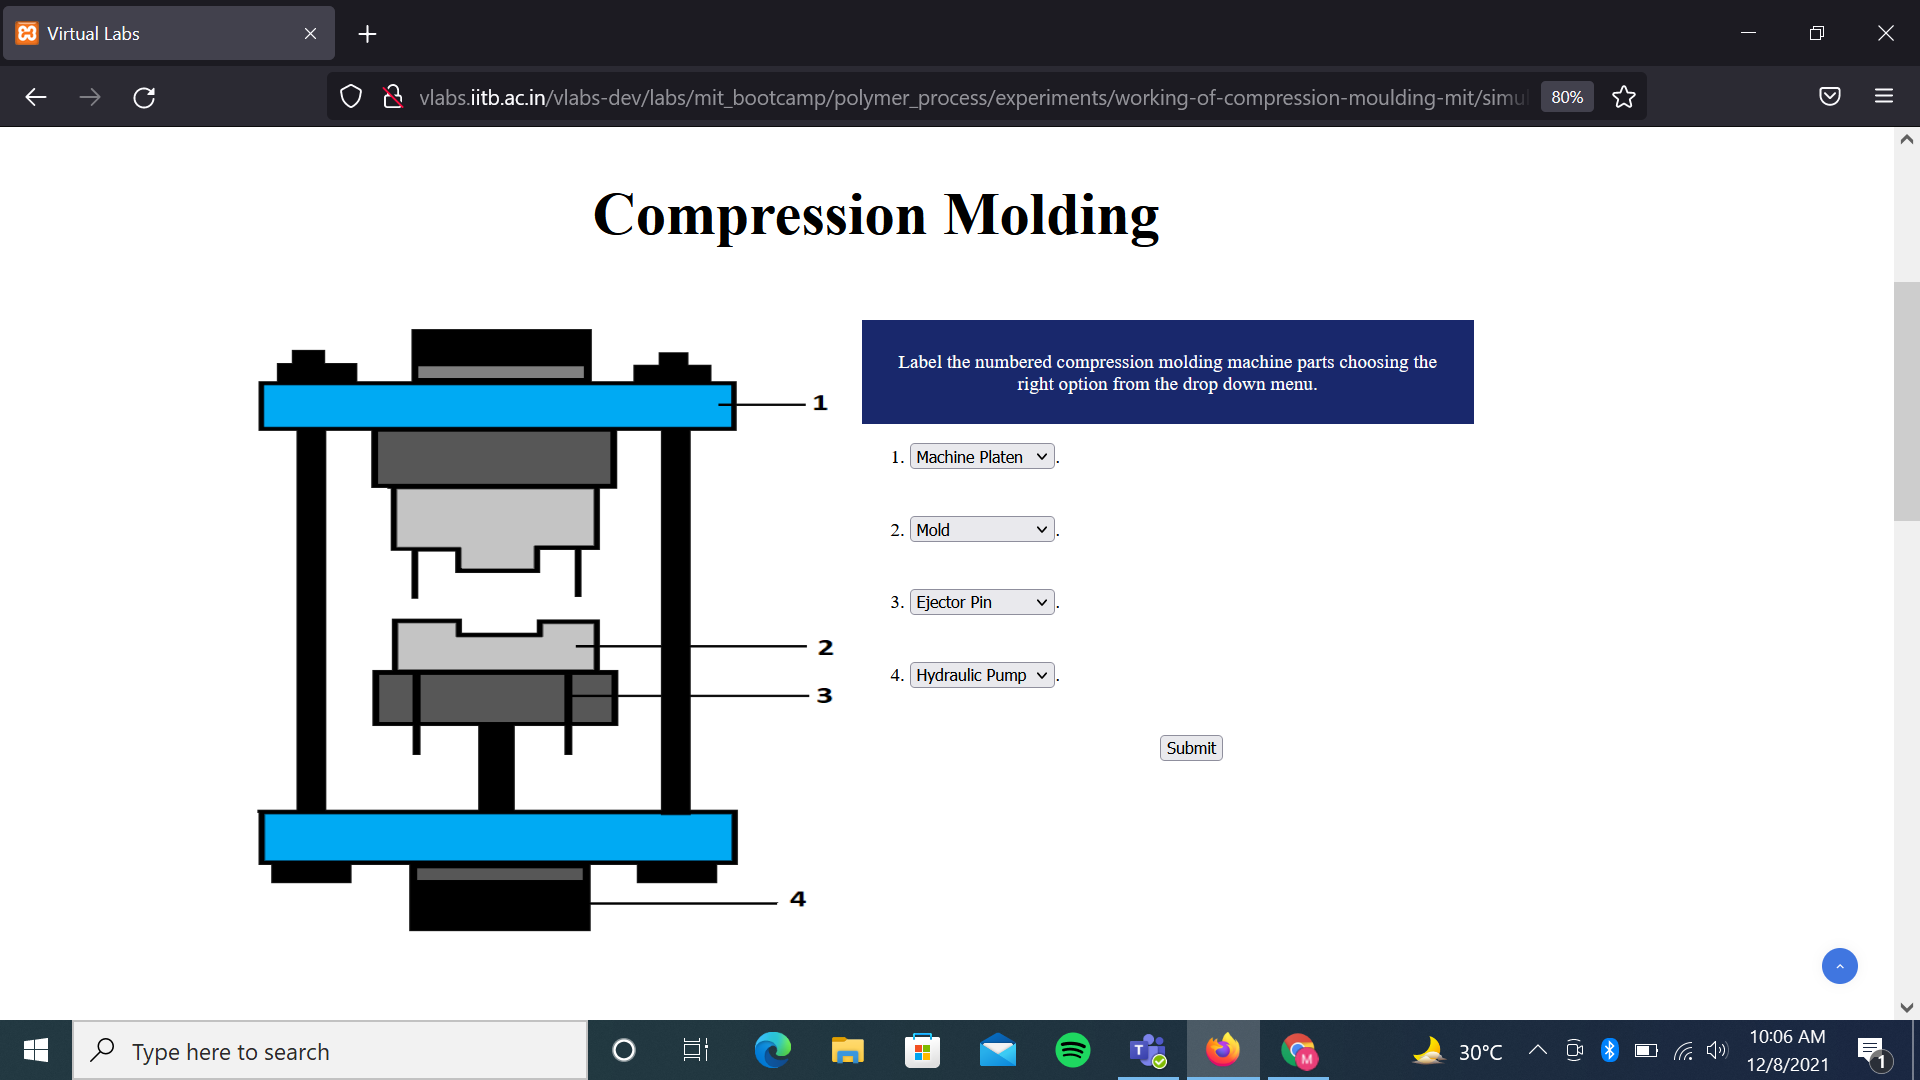 Virtual Labs
vlabs.iitb.ac.in/vlabs-dev/labs/mit_bootcamp/polymer_process/experiments/working-of-compression-moulding-mit/simul
80%
Compression Molding
Label the numbered compression molding machine parts choosing the
right option from the drop down menu.
1
2
3
4
1. Machine Platen .
2. Mold .
3. Ejector Pin .
4. Hydraulic Pump .
Submit
Type here to search
T
M
30°C
10:06 AM
12/8/2021
1